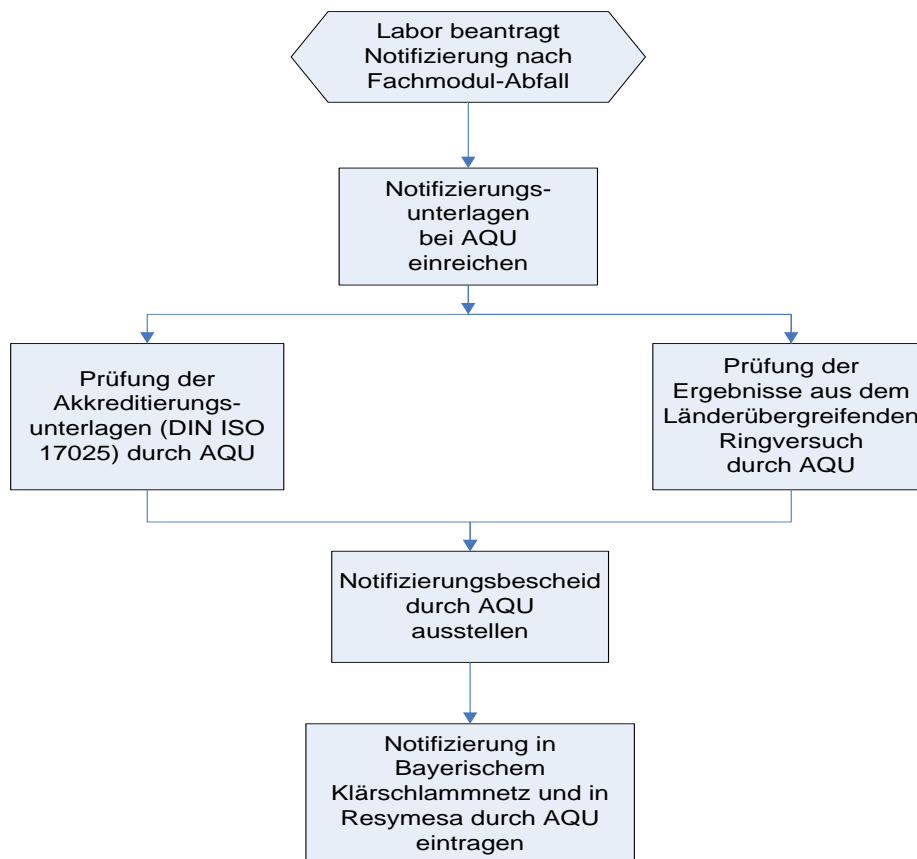 Labor beantragt
Notifizierung nach
Fachmodul-Abfall
Notifizierungs-
unterlagen
bei AQU
einreichen
Prüfung der
Akkreditierungs-
unterlagen (DIN ISO
17025) durch AQU
Prüfung der
Ergebnisse aus dem
Länderübergreifenden
Ringversuch
durch AQU
Notifizierungsbescheid
durch AQU
ausstellen
Notifizierung in
Bayerischem
Klärschlammnetz und in
Resymesa durch AQU
eintragen